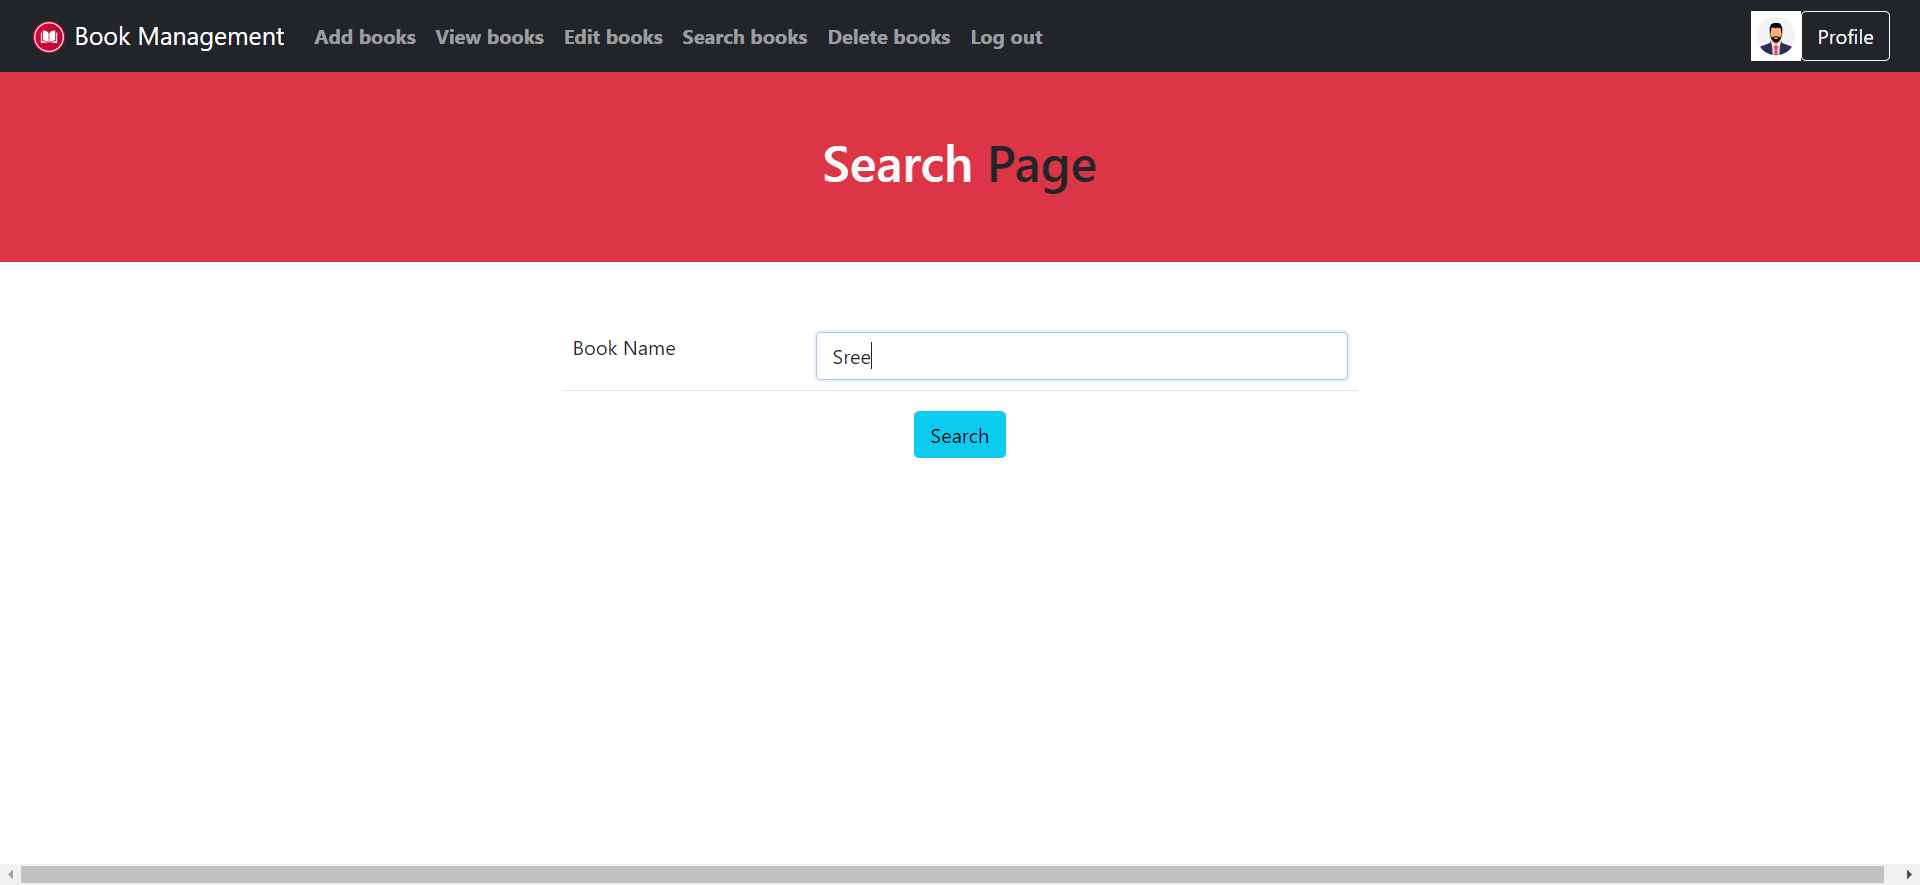 Book Management Add books View books Edit books Search books Delete books Log out Profile
Search Page
Book Name Sree
Search